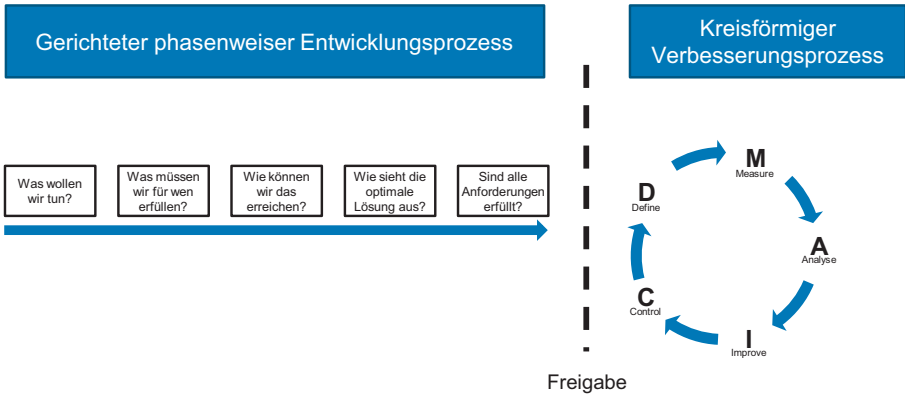 Gerichteter phasenweiser Entwicklungsprozess
Kreisförmiger
Verbesserungsprozess
Was wollen
wir tun?
Was müssen
wir für wen
erfüllen?
Wie können
wir das
erreichen?
Wie sieht die
optimale
Lösung aus?
Sind alle
Anforderungen
erfüllt?
M
Measure
D
Define
A
Analyse
C
Control
I
Improve
Freigabe